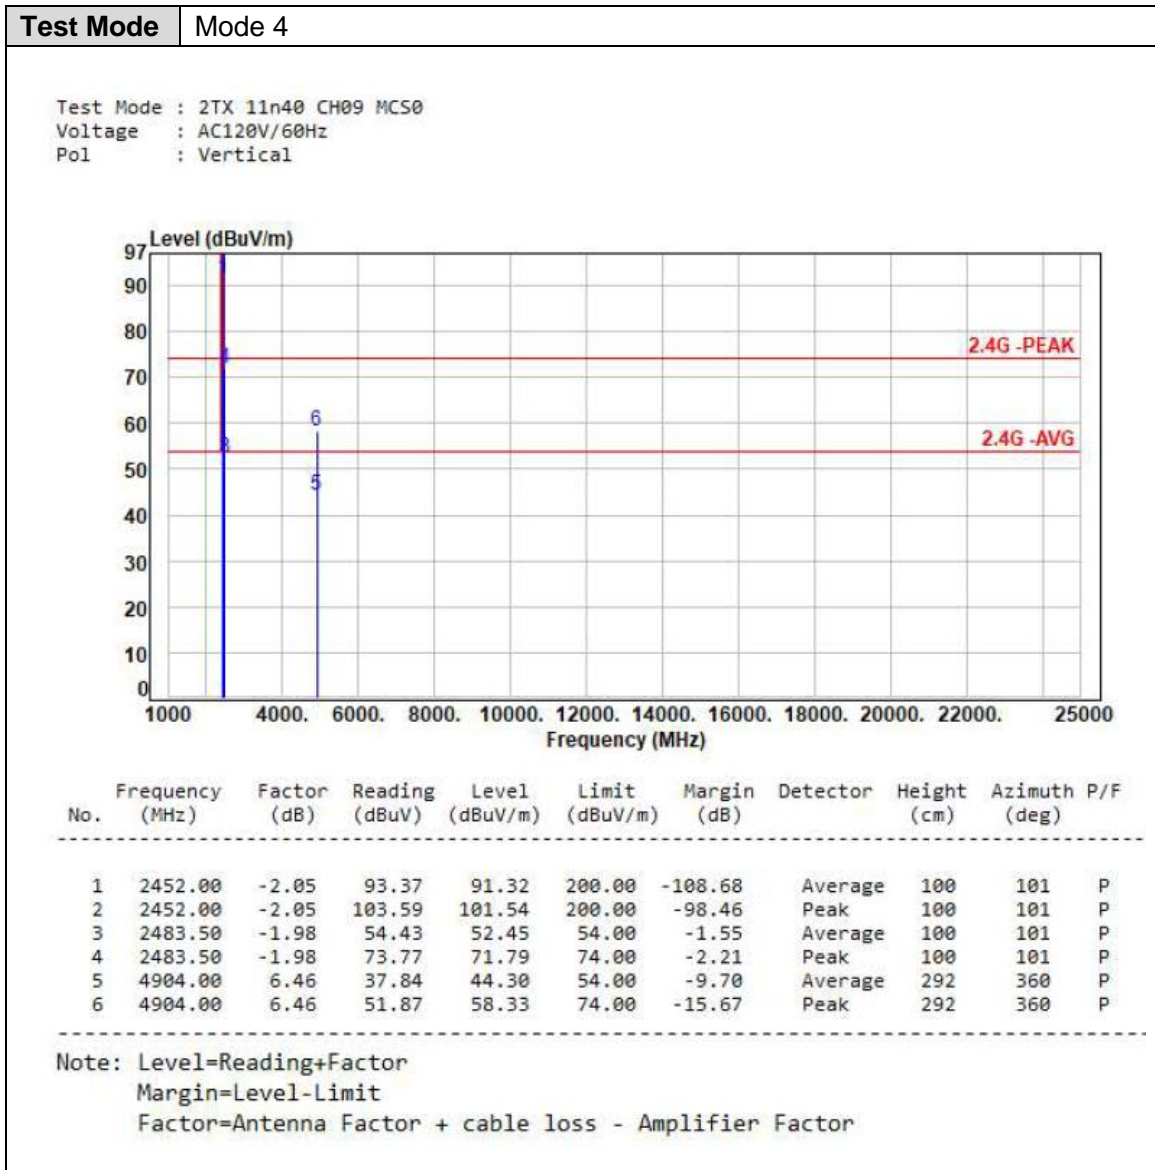 Test Mode Mode 4
Test Mode : 2TX 11n40 CH09 MCS0
Voltage : AC120V/60Hz
Pol : Vertical
Level (dBuV/m)
97
90
80
70
60
50
40
30
20
10
0
2.4G -PEAK
2.4G -AVG
4
6
5
1000 4000. 6000. 8000. 10000. 12000. 14000. 16000. 18000. 20000. 22000. 25000
Frequency (MHz)
Frequency Factor Reading Level Limit Margin Detector Height Azimuth P/F
No. (MHz) (dB) (dBuV) (dBuV/m) (dBuV/m) (dB) (cm) (deg)
1 2452.00 -2.05 93.37 91.32 200.00 -108.68 Average 100 101 P
2 2452.00 -2.05 103.59 101.54 200.00 -98.46 Peak 100 101 P
3 2483.50 -1.98 54.43 52.45 54.00 -1.55 Average 100 101 P
4 2483.50 -1.98 73.77 71.79 74.00 -2.21 Peak 100 101 P
5 4904.00 6.46 37.84 44.30 54.00 -9.70 Average 292 360 P
6 4904.00 6.46 51.87 58.33 74.00 -15.67 Peak 292 360 P
Note: Level=Reading+Factor
Margin=Level-Limit
Factor=Antenna Factor + cable loss - Amplifier Factor